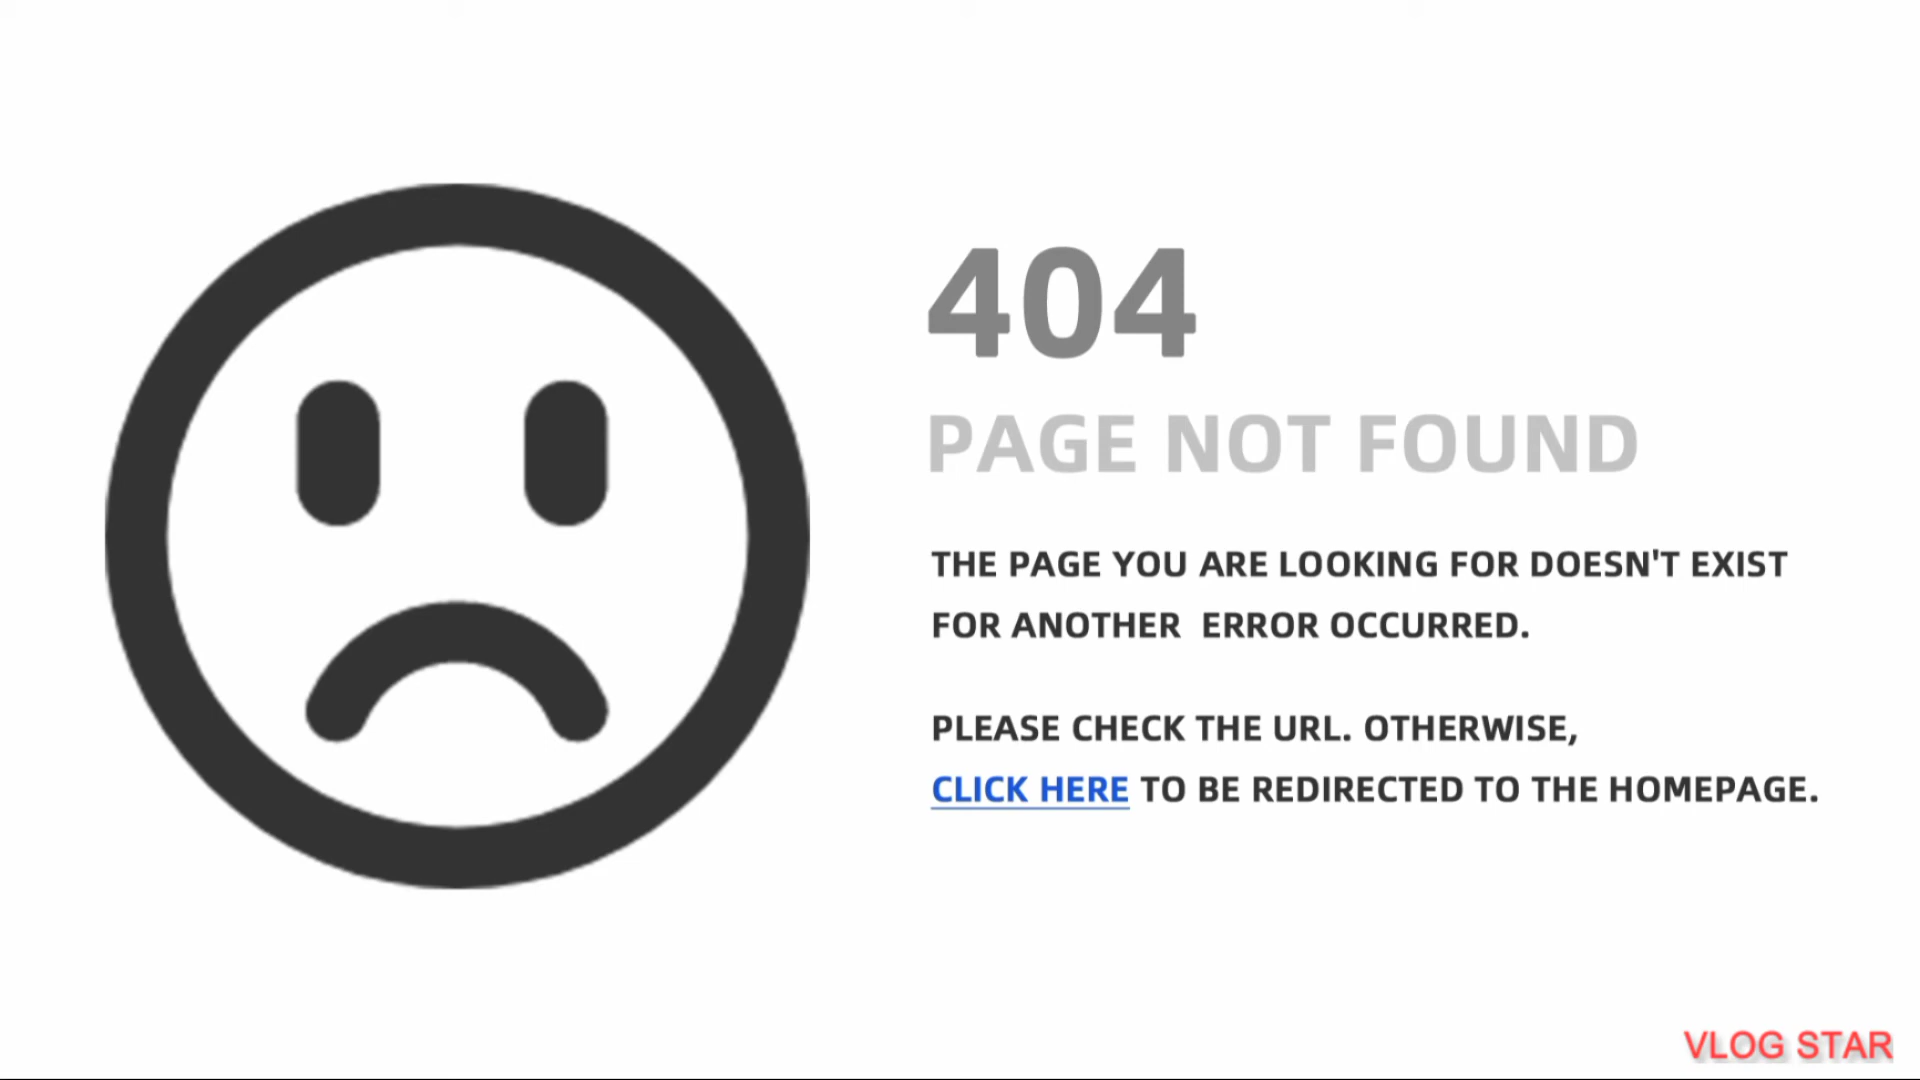 404
PAGE NOT FOUND
THE PAGE YOU ARE LOOKING FOR DOESN'T EXIST
FOR ANOTHER  ERROR OCCURRED.
PLEASE CHECK THE URL. OTHERWISE,
CLICK HERE TO BE REDIRECTED TO THE HOMEPAGE.
VLOG STAR